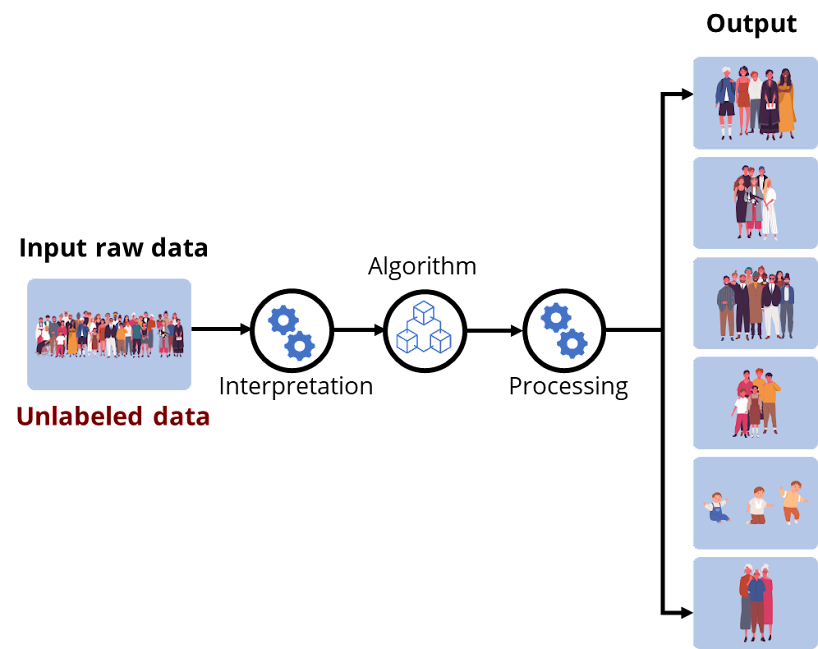 Output
Input raw data
Algorithm
Interpretation
Processing
Unlabeled data